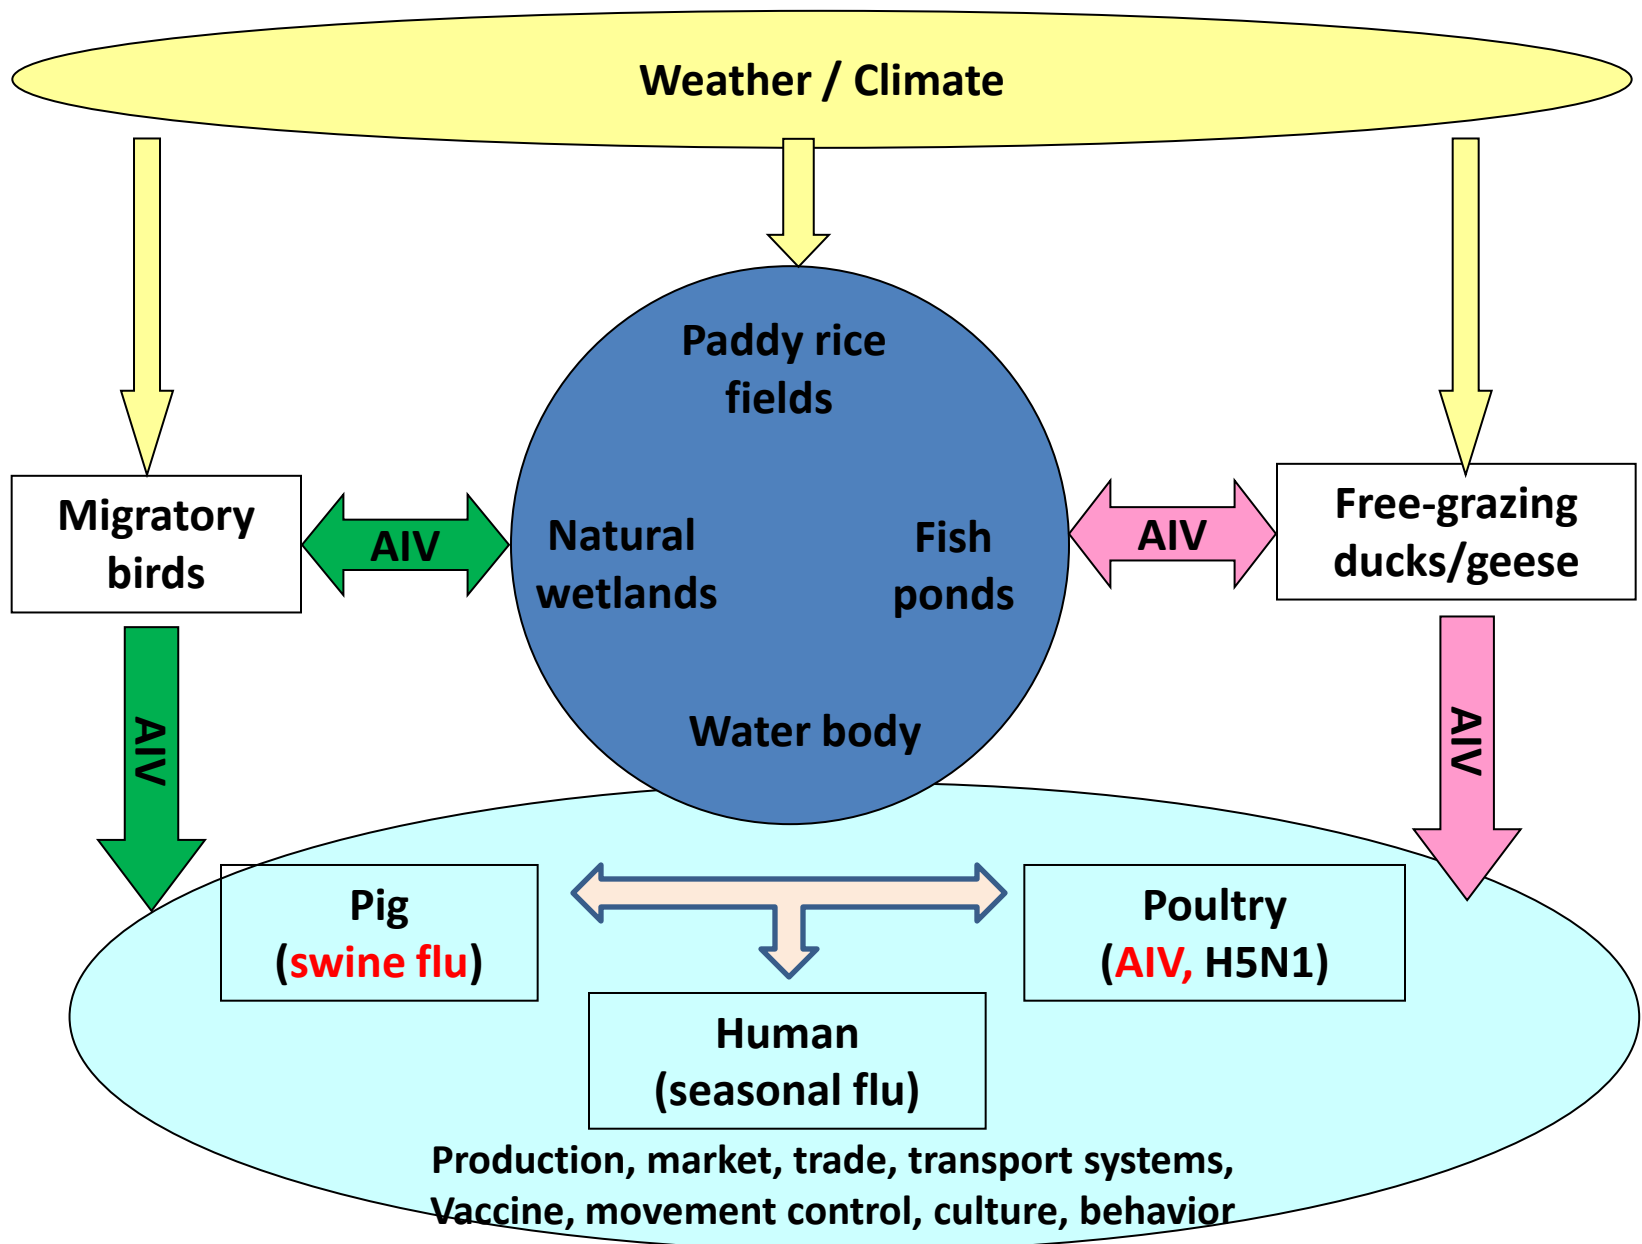 Weather / Climate
Paddy rice
fields
Migratory
birds
AIV
Natural
wetlands
Fish
ponds
AIV
Free-grazing
ducks/geese
Water body
AIV
AIV
Pig
(swine flu)
Poultry
(AIV, H5N1)
Human
(seasonal flu)
Production, market, trade, transport systems,
Vaccine, movement control, culture, behavior